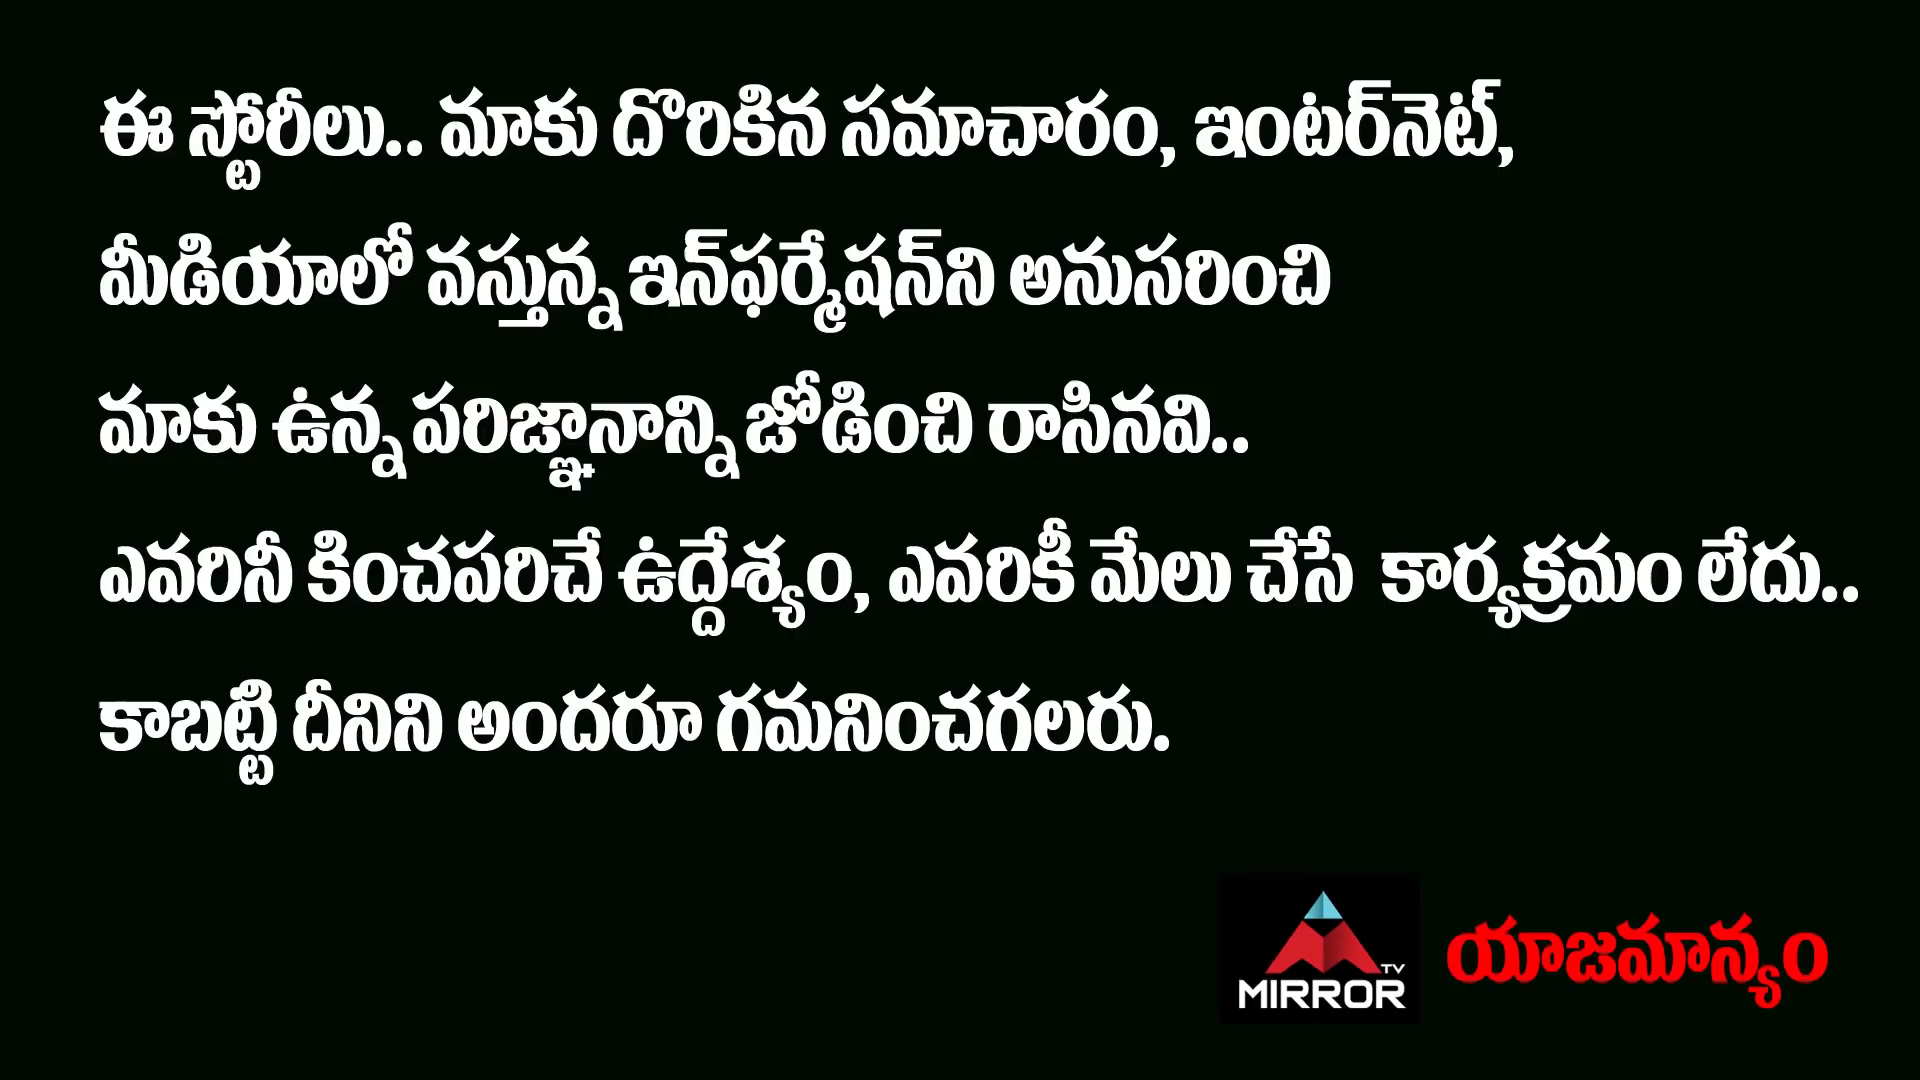 ఈ స్టోరీలు.. మాకు దొరికిన సమాచారం, ఇంటర్‌నెట్,
మీడియాలో వస్తున్న ఇన్‌ఫర్మేషన్‌ని అనుసరించి
మాకు ఉన్న పరిజ్ఞానాన్ని జోడించి రాసినవి..
ఎవరినీ కించపరిచే ఉద్దేశ్యం, ఎవరికీ మేలు చేసే కార్యక్రమం లేదు..
కాబట్టి దీనిని అందరూ గమనించగలరు.
TV
MIRROR
యాజమాన్యం